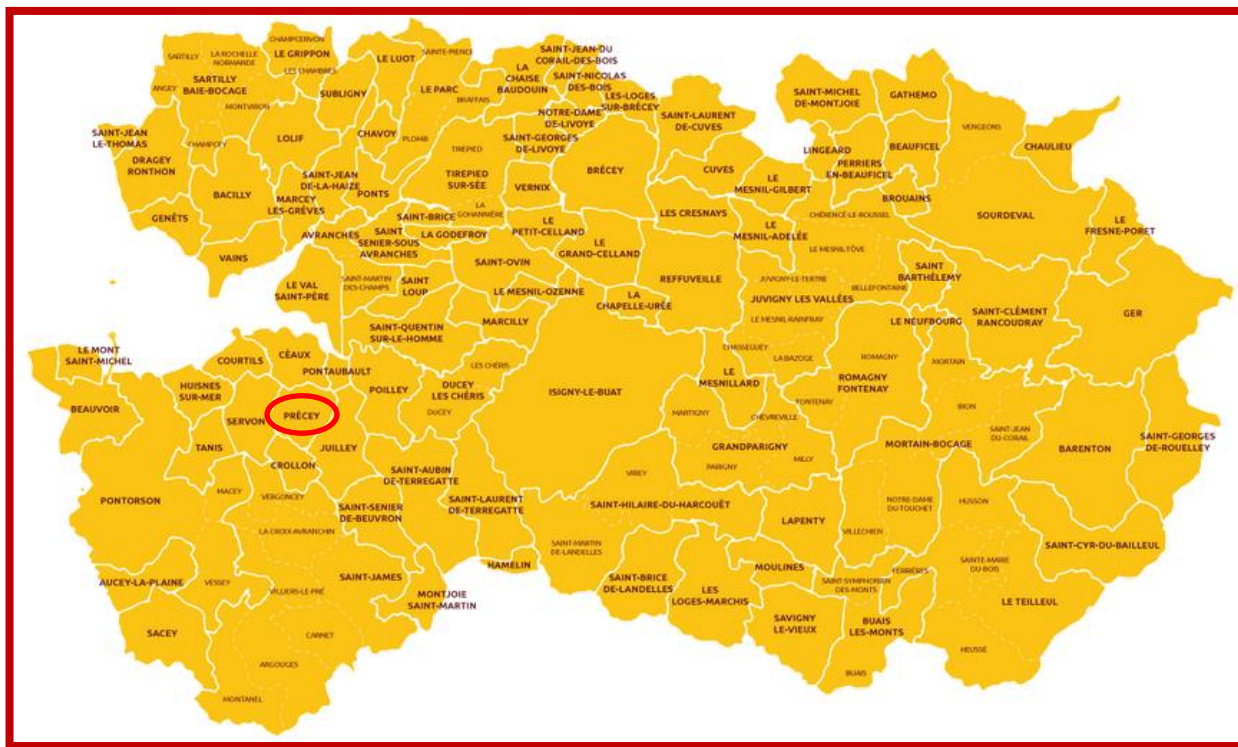 CHAMPCERVON
SARTILLY
LA ROCHELLE
NORMANDE
LE GRIPPON
LES CHAMBRES
LE LUOT
SAINTE-PIENCE
SAINT-JEAN-DU
CORAIL-DES-BOIS
LA
CHAISE
BAUDOUIN
SAINT-NICOLAS
DES-BOIS
SARTILLY
BAIE-BOCAGE
ANGEY
SUBLIGNY
LE PARC
BRAFFAIS
LES-LOGES
SUR-BRÉCEY
SAINT-MICHEL
DE-MONTJOIE
GATHEMO
MONTVIRON
NOTRE-DAME
DE-LIVOYE
SAINT-LAURENT
DE-CUVES
VENGEONS
SAINT-JEAN
LE-THOMAS
CHAMPCEY
LOLIF
CHAVOY
PLOMB
SAINT-GEORGES
DE-LIVOYE
TIREPIED
LINGEARD
BEAUFICEL
CHAULIEU
DRAGEY
RONTHON
PERRIERS
EN-BEAUFICEL
SAINT-JEAN
DE-LA-HAIZE
TIREPIED
SUR-SÉE
VERNIX
BRÉCEY
CUVES
LE
MESNIL-GILBERT
BACILLY
MARCEY
LES-GRÈVES
PONTS
BROUAINS
GENÊTS
SAINT-BRICE
LA
GOHANNIÈRE
LES CRESNAYS
CHÉRENCÉ-LE-ROUSSEL
SOURDEVAL
LE
FRESNE-PORET
AVRANCHES
SAINT
SENIER-SOUS
AVRANCHES
LA GODEFROY
LE
PETIT-CELLAND
LE
MESNIL-ADELÉE
LE
GRAND-CELLAND
LE MESNIL-TÔVE
VAINS
SAINT-OVIN
SAINT
BARTHÉLEMY
LE VAL
SAINT-PÈRE
SAINT-MARTIN
DES-CHAMPS
SAINT
LOUP
REFFUVEILLE
JUVIGNY-LE-TERTRE
BELLEFONTAINE
LE MESNIL-OZENNE
LA
CHAPELLE-URÉE
JUVIGNY LES VALLÉES
SAINT-CLÉMENT
RANCOUDRAY
GER
MARCILLY
LE MESNIL-RAINFRAY
LE NEUFBOURG
SAINT-QUENTIN
SUR-LE-HOMME
LE MONT
SAINT-MICHEL
COURTILS
CÉAUX
PONTAUBAULT
LES CHÉRIS
CHASSEGUEY
LA BAZOGE
ROMAGNY
MORTAIN
HUISNES
SUR-MER
POILLEY
DUCEY
LES CHÉRIS
ISIGNY-LE-BUAT
LE
MESNILLARD
ROMAGNY
FONTENAY
BEAUVOIR
SERVON
PRÉCEY
DUCEY
MARTIGNY
CHÈVREVILLE
FONTENAY
BION
SAINT-JEAN
DU-CORAIL
TANIS
JUILLEY
GRANDPARIGNY
MORTAIN-BOCAGE
BARENTON
SAINT-GEORGES
DE-ROUELLEY
CROLLON
SAINT-AUBIN
DE-TERREGATTE
VIREY
PARIGNY
MILLY
PONTORSON
MACEY
VERGONCEY
SAINT-SENIER
DE-BEUVRON
SAINT-LAURENT
DE-TERREGATTE
SAINT-HILAIRE-DU-HARCOUËT
LAPENTY
NOTRE-DAME
DU-TOUCHET
HUSSON
LA CROIX-AVRANCHIN
VILLECHIEN
SAINT-MARTIN
DE-LANDELLES
SAINT-CYR-DU-BAILLEUL
AUCEY-LA-PLAINE
VESSEY
SAINT-JAMES
HAMELIN
SAINT-BRICE
DE-LANDELLES
MOULINES
SAINTE-MARIE
DU-BOIS
VILLIERS-LE-PRÉ
MONTJOIE
SAINT-MARTIN
LES
LOGES-MARCHIS
SAINT-SYMPHORIEN
DES-MONTS
FERRIÈRES
LE TEILLEUL
SACEY
CARNET
SAVIGNY
LE-VIEUX
BUAIS
LES-MONTS
HEUSSÉ
ARGOUGES
BUAIS
MONTANEL